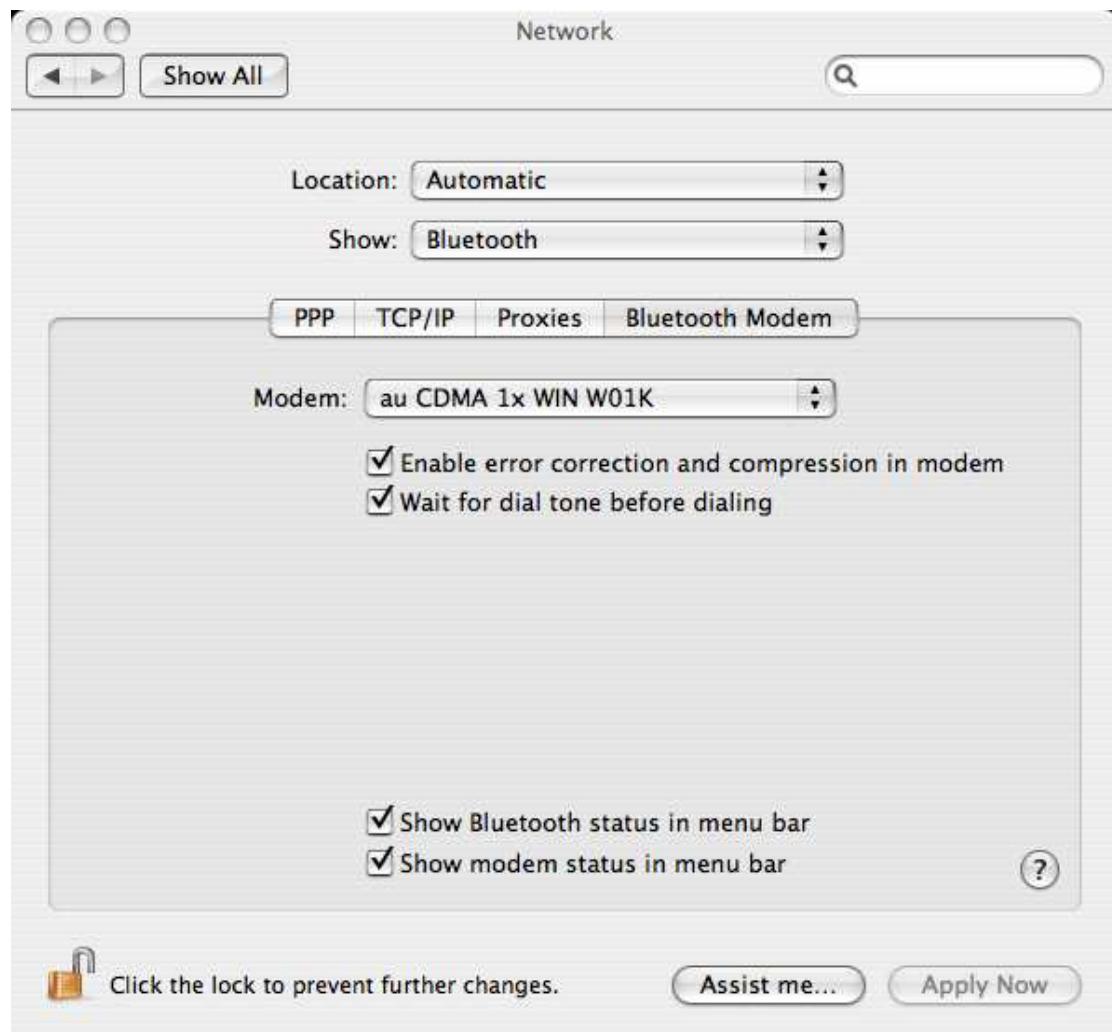 Network
Show All
Location: Automatic
Show: Bluetooth
PPP TCP/IP Proxies Bluetooth Modem
Modem: au CDMA 1x WIN W01K
Enable error correction and compression in modem
Wait for dial tone before dialing
Show Bluetooth status in menu bar
Show modem status in menu bar
?
Click the lock to prevent further changes. Assist me... Apply Now